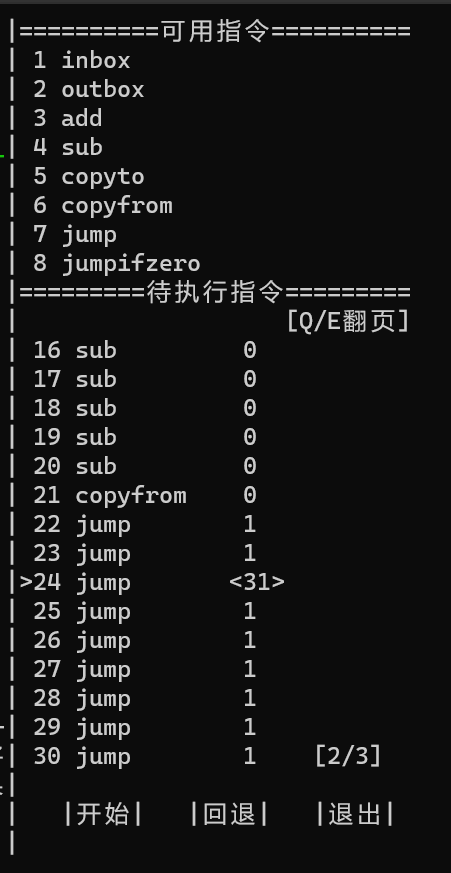 |==========可用指令==========
| 1 inbox
| 2 outbox
| 3 add
| 4 sub
| 5 copyto
| 6 copyfrom
| 7 jump
| 8 jumpifzero
|=========待执行指令=========
| [Q/E翻页]
| 16 sub 0
| 17 sub 0
| 18 sub 0
| 19 sub 0
| 20 sub 0
| 21 copyfrom 0
| 22 jump 1
| 23 jump 1
|>24 jump <31>
| 25 jump 1
| 26 jump 1
| 27 jump 1
| 28 jump 1
| 29 jump 1
| 30 jump 1 [2/3]
|
| |开始| |回退| |退出|
|